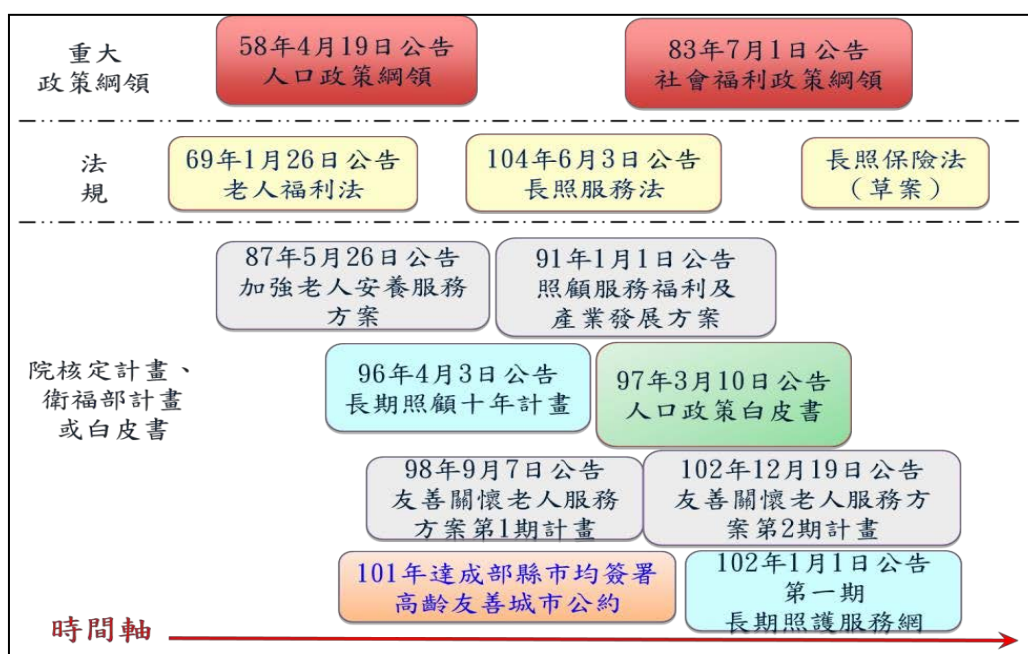 重大
政策綱領
58年4月19日公告
人口政策綱領
83年7月1日公告
社會福利政策綱領
法
規
69年1月26日公告
老人福利法
104年6月3日公告
長照服務法
長照保險法
（草案）
院核定計畫、
衛福部計畫
或白皮書
87年5月26日公告
加強老人安養服務
方案
91年1月1公告
照顧服務福利及
產業發展方案
96年4月3日公告
長期照顧十年計畫
97年3月10日公告
人口政策白皮書
98年9月7日公告
友善關懷老人服務
方案第1期計畫
102年12月19日公告
友善關懷老人服務方
案第2期計畫
101年達成部縣市均簽署
高齡友善城市公約
102年1月1日公告
第一期
長期照護服務網
時間軸